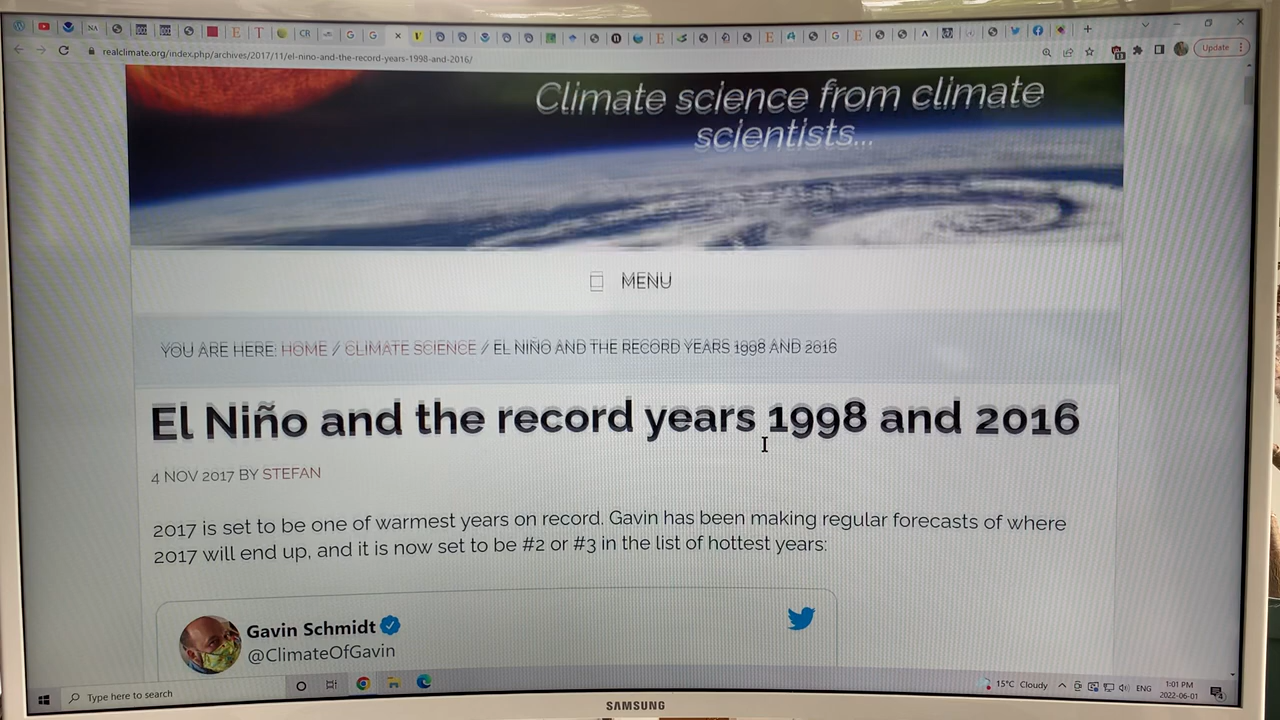 realclimate.org/index.php/archives/2017/11/el-nino-and-the-record-years-1998-and-2016/
Update
Climate science from climate
scientists...
MENU
YOU ARE HERE: HOME / CLIMATE SCIENCE / EL NIÑO AND THE RECORD YEARS 1998 AND 2016
El Niño and the record years 1998 and 2016
4 NOV 2017 BY STEFAN
2017 is set to be one of warmest years on record. Gavin has been making regular forecasts of where
2017 will end up, and it is now set to be #2 or #3 in the list of hottest years:
Gavin Schmidt
@ClimateOfGavin
Type here to search
15°C Cloudy
ENG
1:01 PM
2022-06-01
SAMSUNG